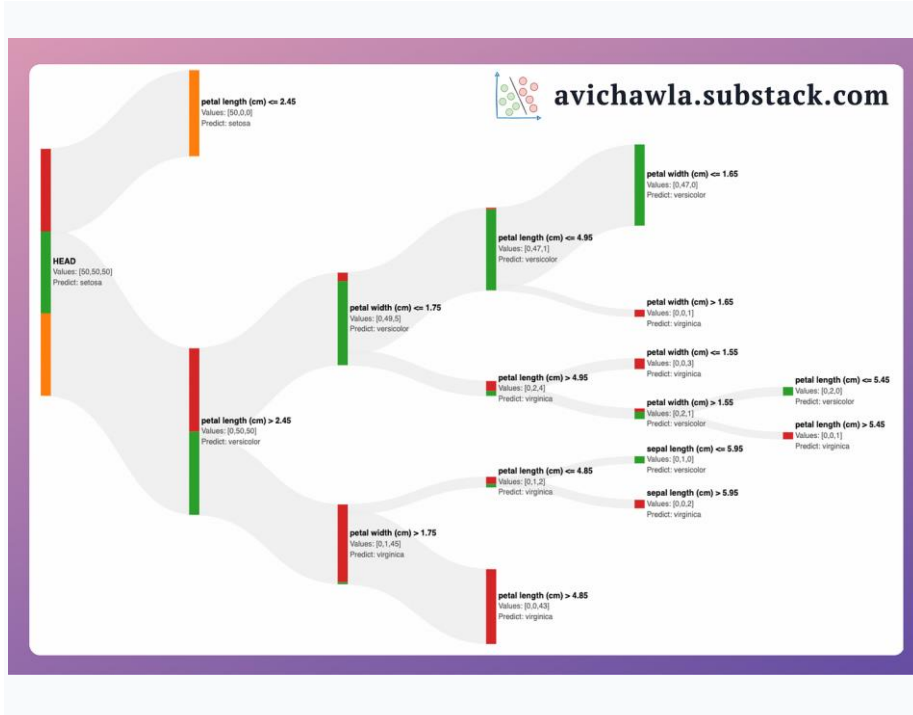 avichawla.substack.com
petal length (cm) <= 2.45
Values: [50,0,0]
Predict: setosa
HEAD
Values: [50,50,50]
Predict: setosa
petal length (cm) > 2.45
Values: [0,50,50]
Predict: versicolor
petal width (cm) <= 1.75
Values: [0,49,5]
Predict: versicolor
petal width (cm) > 1.75
Values: [0,1,45]
Predict: virginica
petal length (cm) <= 4.95
Values: [0,47,1]
Predict: versicolor
petal length (cm) > 4.95
Values: [0,2,4]
Predict: virginica
petal length (cm) <= 4.85
Values: [0,1,2]
Predict: virginica
petal length (cm) > 4.85
Values: [0,0,43]
Predict: virginica
petal width (cm) <= 1.65
Values: [0,47,0]
Predict: versicolor
petal width (cm) > 1.65
Values: [0,0,1]
Predict: virginica
petal width (cm) <= 1.55
Values: [0,0,3]
Predict: virginica
petal width (cm) > 1.55
Values: [0,2,1]
Predict: versicolor
sepal length (cm) <= 5.95
Values: [0,1,0]
Predict: versicolor
sepal length (cm) > 5.95
Values: [0,0,2]
Predict: virginica
petal length (cm) <= 5.45
Values: [0,2,0]
Predict: versicolor
petal length (cm) > 5.45
Values: [0,0,1]
Predict: virginica